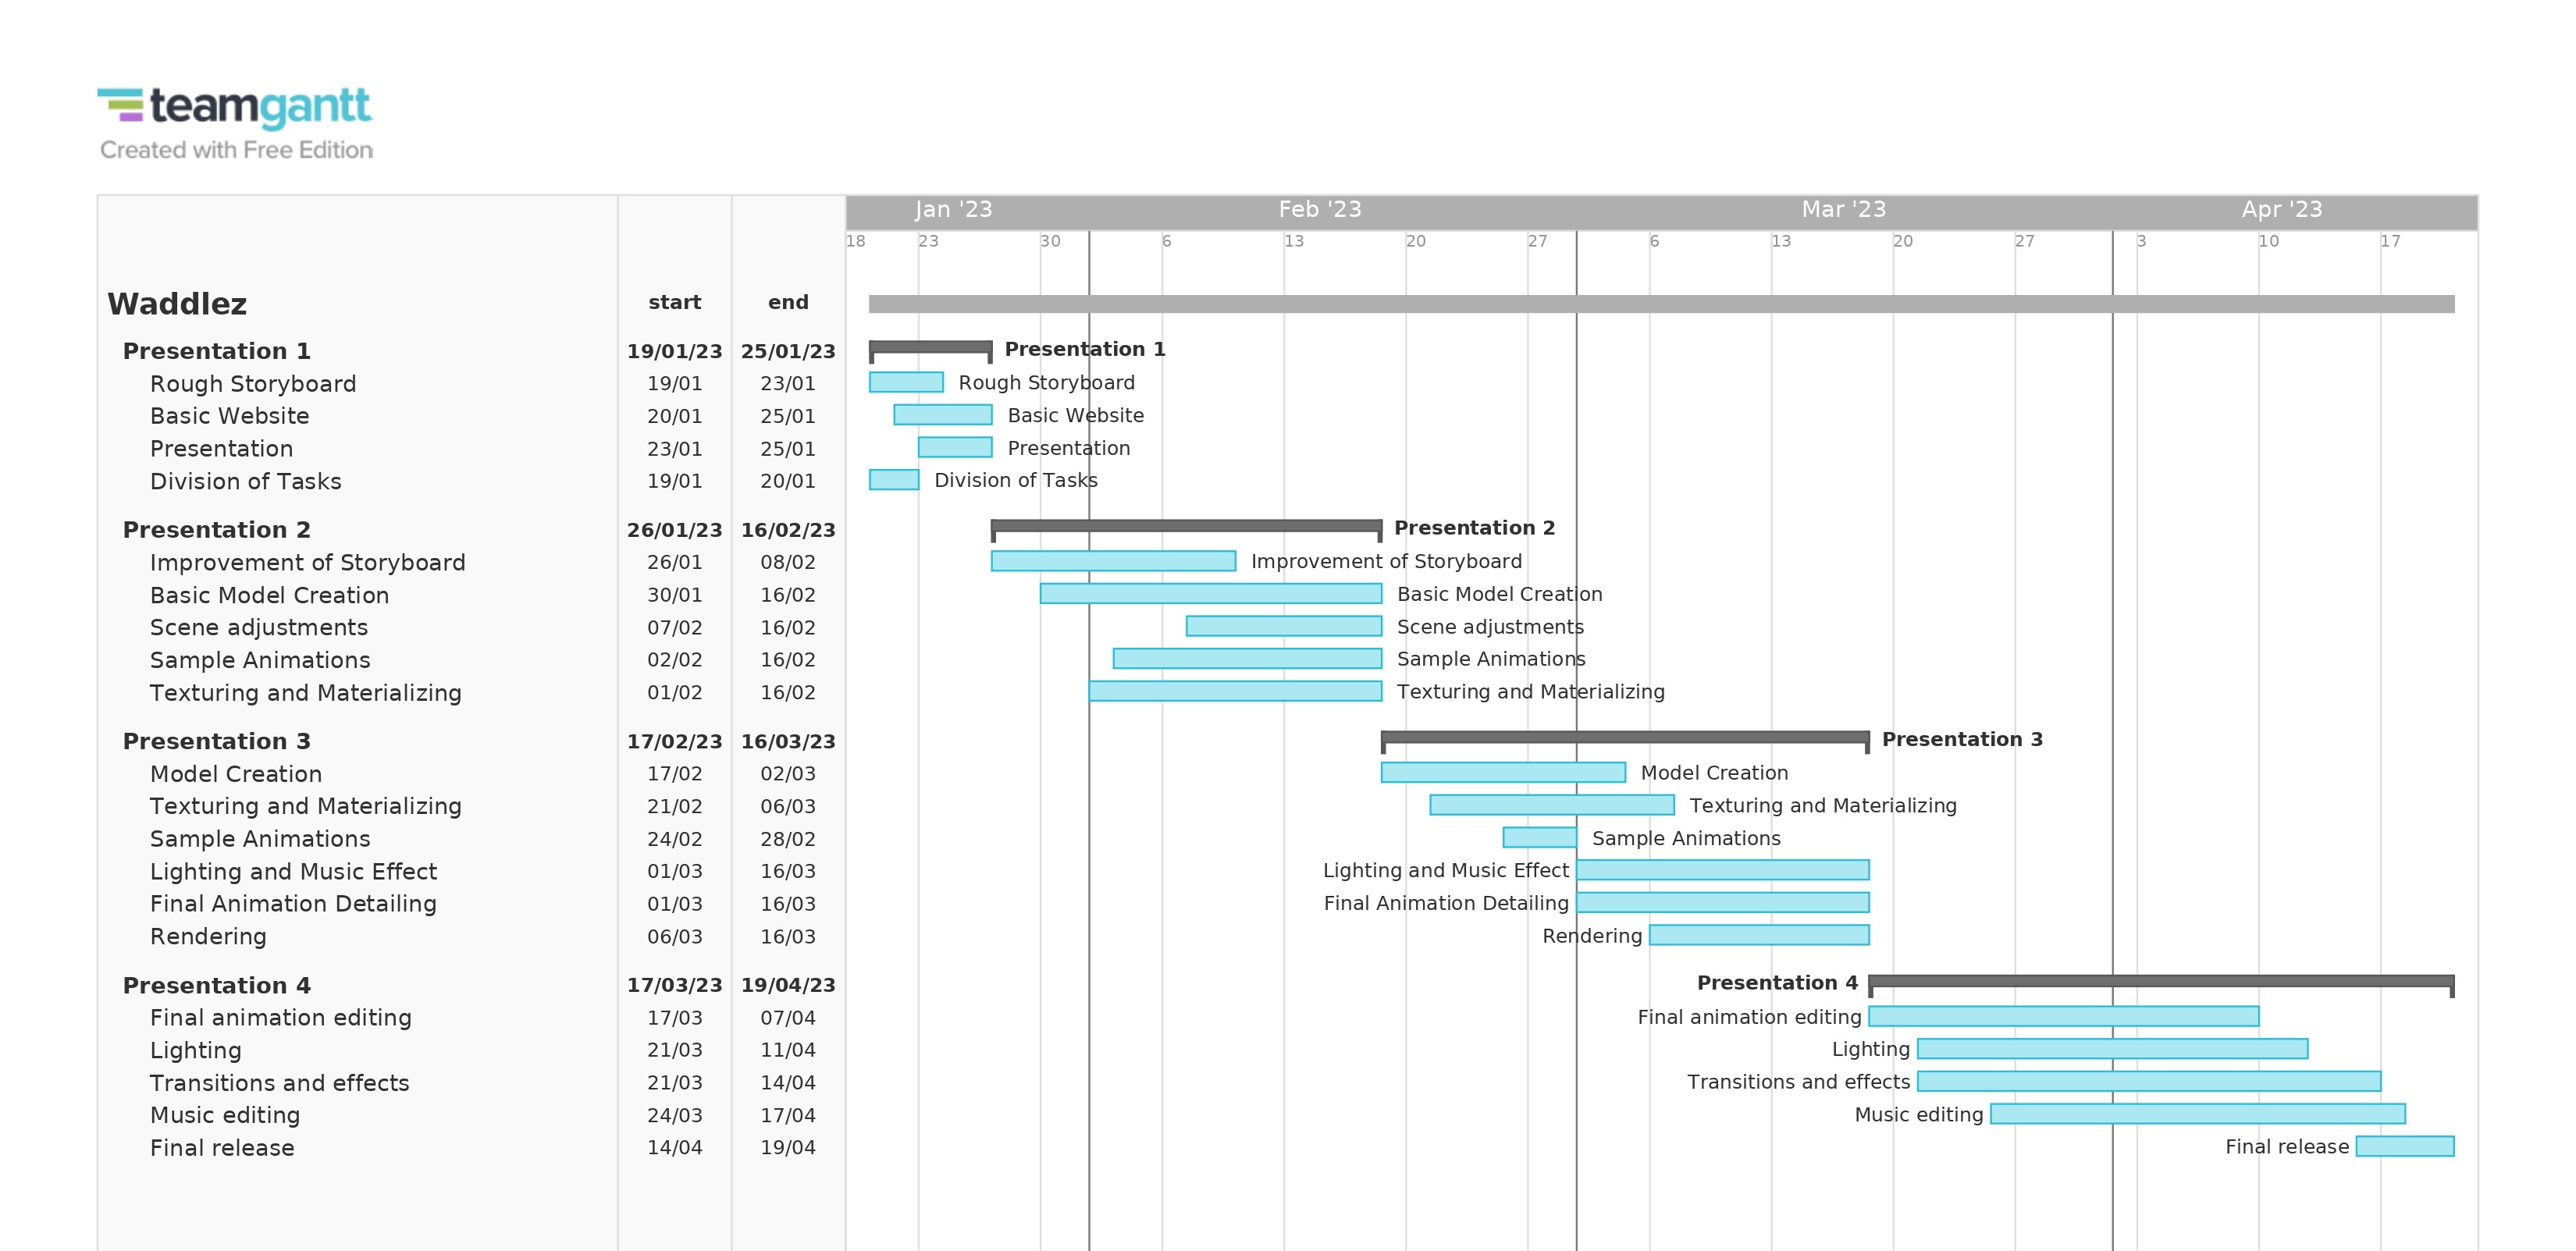 teamgantt
Created with Free Edition
Jan '23 Feb '23 Mar '23 Apr '23
18 23 30 6 13 20 27 6 13 20 27 3 10 17
Waddlez start end
Presentation 1 19/01/23 25/01/23 Presentation 1
Rough Storyboard 19/01 23/01 Rough Storyboard
Basic Website 20/01 25/01 Basic Website
Presentation 23/01 25/01 Presentation
Division of Tasks 19/01 20/01 Division of Tasks
Presentation 2 26/01/23 16/02/23 Presentation 2
Improvement of Storyboard 26/01 08/02 Improvement of Storyboard
Basic Model Creation 30/01 16/02 Basic Model Creation
Scene adjustments 07/02 16/02 Scene adjustments
Sample Animations 02/02 16/02 Sample Animations
Texturing and Materializing 01/02 16/02 Texturing and Materializing
Presentation 3 17/02/23 16/03/23 Presentation 3
Model Creation 17/02 02/03 Model Creation
Texturing and Materializing 21/02 06/03 Texturing and Materializing
Sample Animations 24/02 28/02 Sample Animations
Lighting and Music Effect 01/03 16/03 Lighting and Music Effect
Final Animation Detailing 01/03 16/03 Final Animation Detailing
Rendering 06/03 16/03 Rendering
Presentation 4 17/03/23 19/04/23 Presentation 4
Final animation editing 17/03 07/04 Final animation editing
Lighting 21/03 11/04 Lighting
Transitions and effects 21/03 14/04 Transitions and effects
Music editing 24/03 17/04 Music editing
Final release 14/04 19/04 Final release